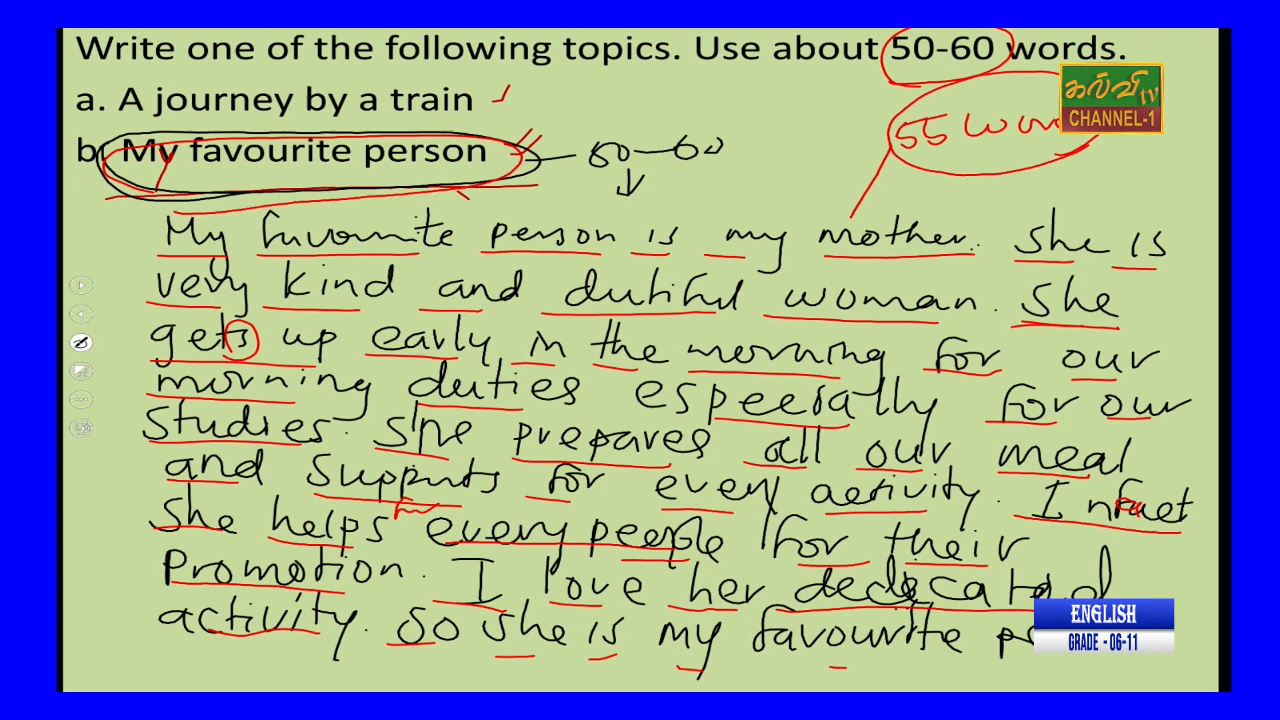 Write one of the following topics. Use about 50-60 words.
a. A journey by a train
கல்வி tv
CHANNEL-1
55
b. My favourite person
50-60
My favourite person is my mother. She is
very kind and dutiful woman. She
gets up early in the morning for our
morning duties especially for our
studies. She prepares all our meal
and supports for every activity. Infact
She helps for every people for their
Promotion. I love her dedicated
activity. So she is my favourite
ENGLISH
GRADE - 06-11